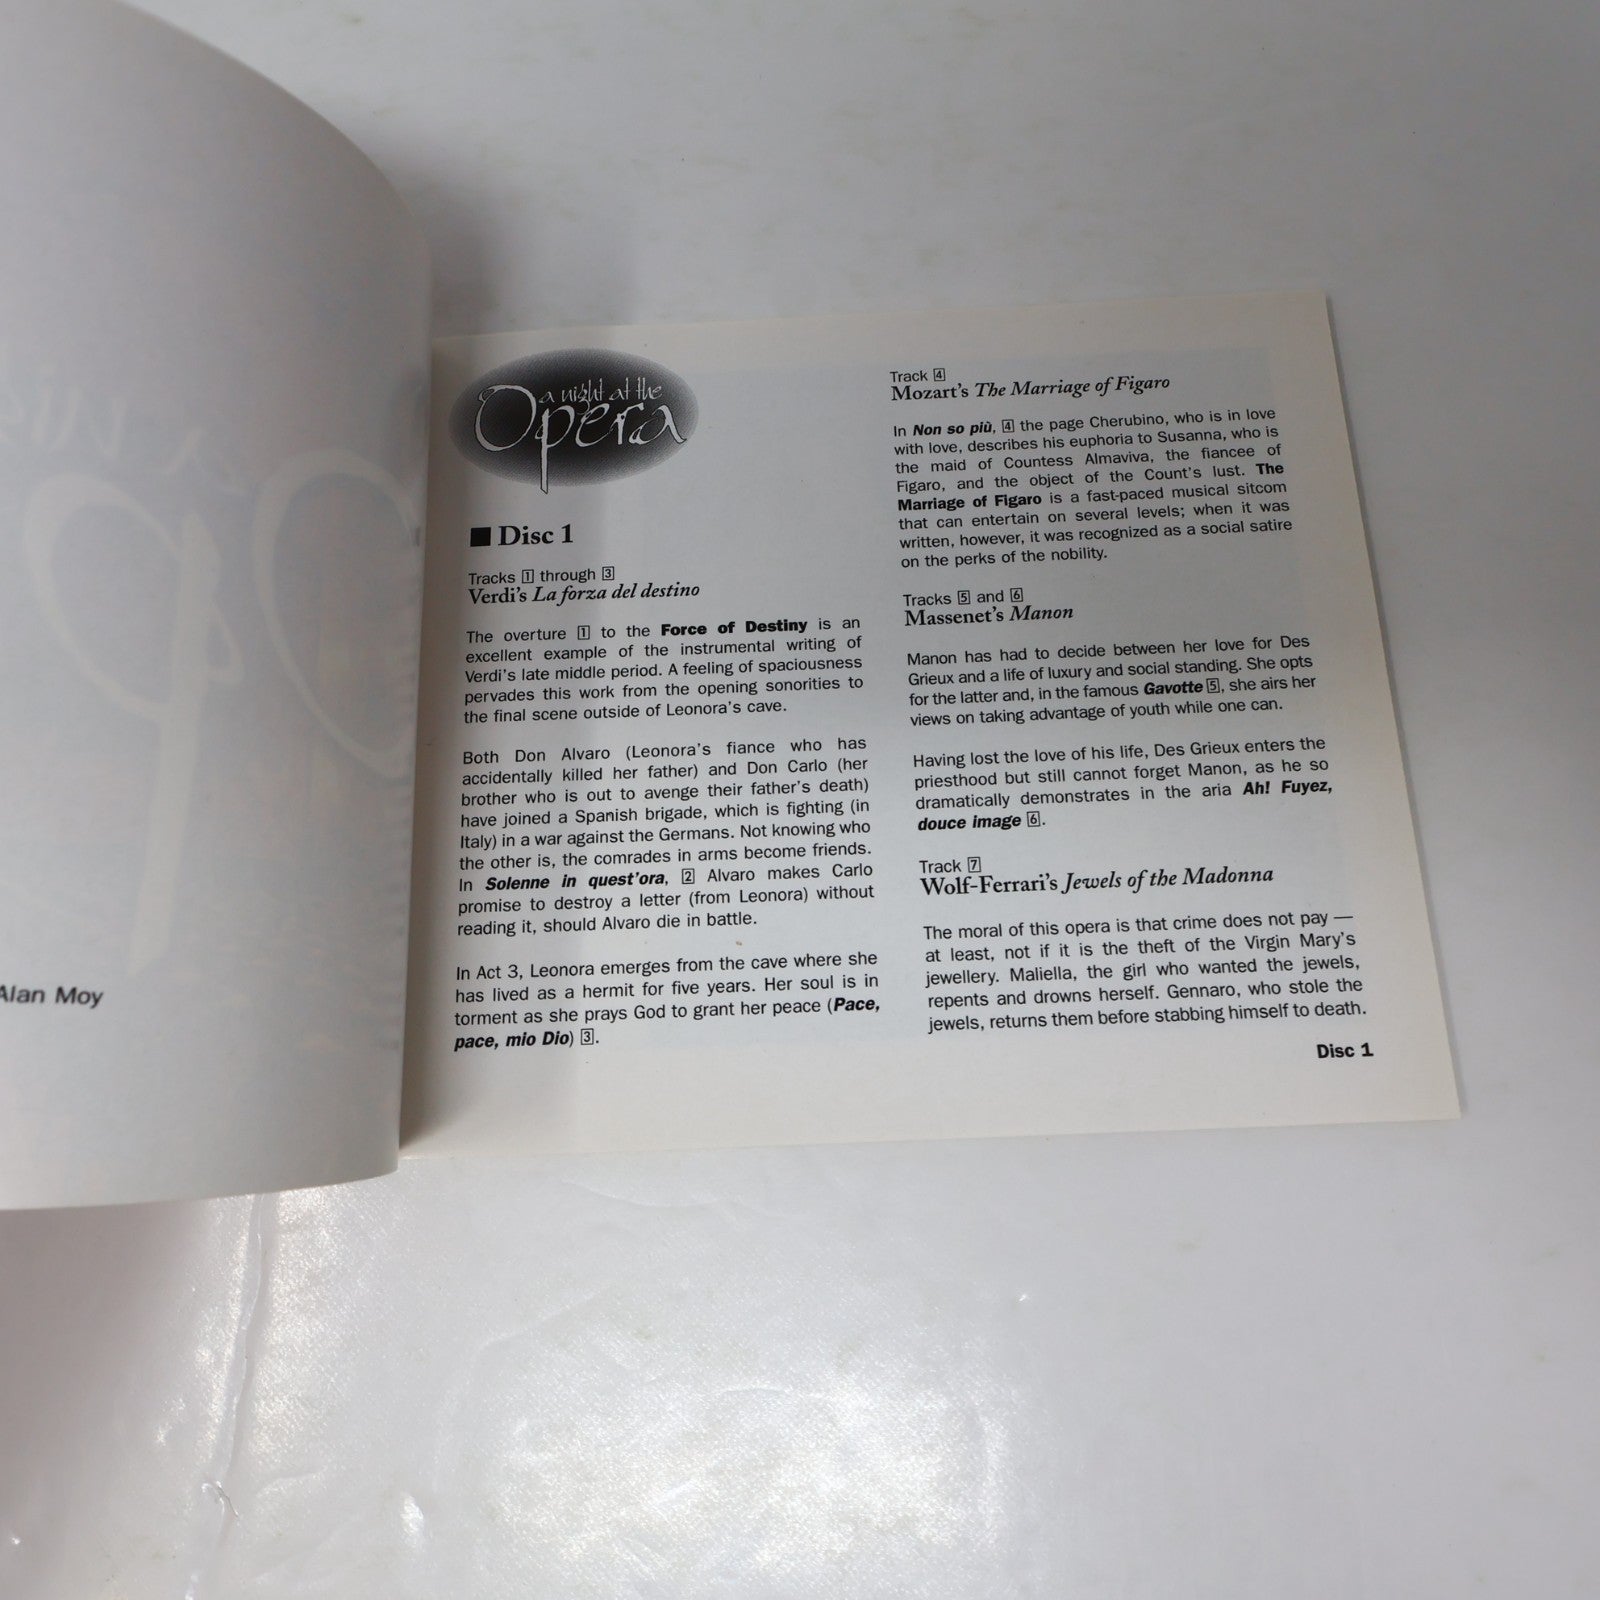 Alan Moy
a night at the
Opera
Disc 1
Tracks 1 through 3
Verdi's La forza del destino
The overture 1 to the Force of Destiny is an
excellent example of the instrumental writing of
Verdi's late middle period. A feeling of spaciousness
pervades this work from the opening sonorities to
the final scene outside of Leonora's cave.
Both Don Alvaro (Leonora's fiance who has
accidentally killed her father) and Don Carlo (her
brother who is out to avenge their father's death)
have joined a Spanish brigade, which is fighting (in
Italy) in a war against the Germans. Not knowing who
the other is, the comrades in arms become friends.
In Solenne in quest'ora, 2 Alvaro makes Carlo
promise to destroy a letter (from Leonora) without
reading it, should Alvaro die in battle.
In Act 3, Leonora emerges from the cave where she
has lived as a hermit for five years. Her soul is in
torment as she prays God to grant her peace (Pace,
pace, mio Dio) 3.
Track 4
Mozart's The Marriage of Figaro
In Non so più, 4 the page Cherubino, who is in love
with love, describes his euphoria to Susanna, who is
the maid of Countess Almaviva, the fiancee of
Figaro, and the object of the Count's lust. The
Marriage of Figaro is a fast-paced musical sitcom
that can entertain on several levels; when it was
written, however, it was recognized as a social satire
on the perks of the nobility.
Tracks 5 and 6
Massenet's Manon
Manon has had to decide between her love for Des
Grieux and a life of luxury and social standing. She opts
for the latter and, in the famous Gavotte 5, she airs her
views on taking advantage of youth while one can.
Having lost the love of his life, Des Grieux enters the
priesthood but still cannot forget Manon, as he so
dramatically demonstrates in the aria Ah! Fuyez,
douce image 6.
Track 7
Wolf-Ferrari's Jewels of the Madonna
The moral of this opera is that crime does not pay —
at least, not if it is the theft of the Virgin Mary's
jewellery. Maliella, the girl who wanted the jewels,
repents and drowns herself. Gennaro, who stole the
jewels, returns them before stabbing himself to death.
Disc 1